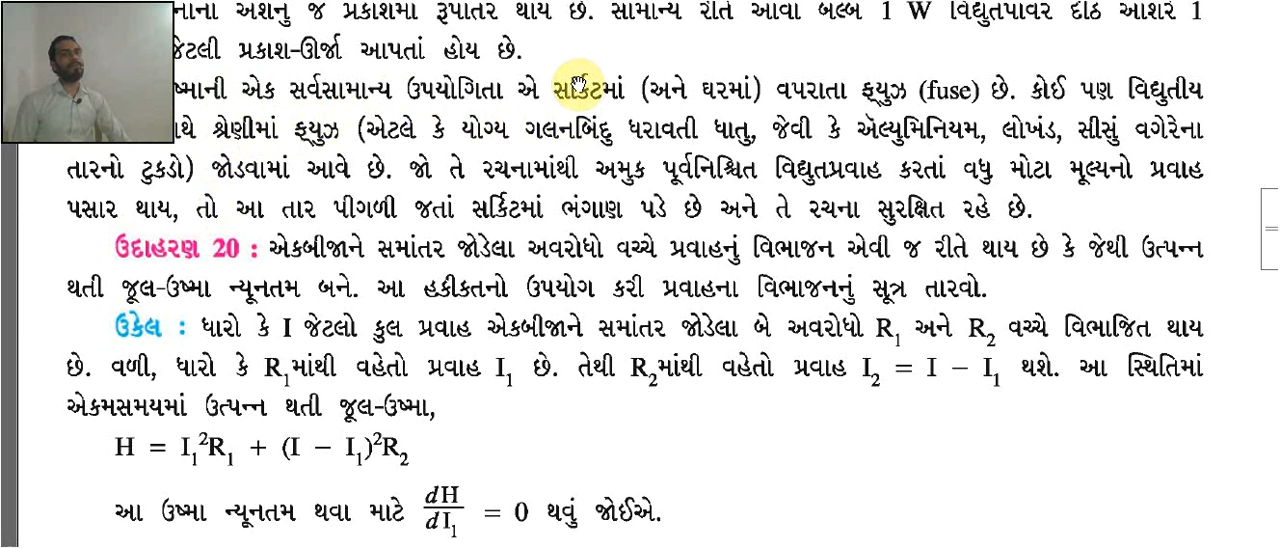 અંશનું જ પ્રકાશમાં રૂપાંતર થાય છે. સામાન્ય રીતે આવા બલ્બ 1 W વિદ્યુતપાવર દીઠ આશરે 1
જેટલી પ્રકાશ-ઊર્જા આપતાં હોય છે.
એક સર્વસામાન્ય ઉપયોગિતા એ સર્કિટમાં (અને ઘરમાં) વપરાતા ફ્યુઝ (fuse) છે. કોઈ પણ વિદ્યુતીય
શ્રેણીમાં ફ્યુઝ (એટલે કે યોગ્ય ગલનબિંદુ ધરાવતી ધાતુ, જેવી કે ઍલ્યુમિનિયમ, લોખંડ, સીસું વગેરેના
તારનો ટુકડો) જોડવામાં આવે છે. જો તે રચનામાંથી અમુક પૂર્વનિશ્ચિત વિદ્યુતપ્રવાહ કરતાં વધુ મોટા મૂલ્યનો પ્રવાહ
પસાર થાય, તો આ તાર પીગળી જતાં સર્કિટમાં ભંગાણ પડે છે અને તે રચના સુરક્ષિત રહે છે.
ઉદાહરણ 20 : એકબીજાને સમાંતર જોડેલા અવરોધો વચ્ચે પ્રવાહનું વિભાજન એવી જ રીતે થાય છે કે જેથી ઉત્પન્ન
થતી જૂલ-ઉષ્મા ન્યૂનતમ બને. આ હકીકતનો ઉપયોગ કરી પ્રવાહના વિભાજનનું સૂત્ર તારવો.
ઉકેલ : ધારો કે I જેટલો કુલ પ્રવાહ એકબીજાને સમાંતર જોડેલા બે અવરોધો R₁ અને R₂ વચ્ચે વિભાજિત થાય
છે. વળી, ધારો કે R₁માંથી વહેતો પ્રવાહ I₁ છે. તેથી R₂માંથી વહેતો પ્રવાહ I₂ = I – I₁ થશે. આ સ્થિતિમાં
એકમસમયમાં ઉત્પન્ન થતી જૂલ-ઉષ્મા,
H = I₁²R₁ + (I – I₁)²R₂
આ ઉષ્મા ન્યૂનતમ થવા માટે dH/dI₁ = 0 થવું જોઈએ.